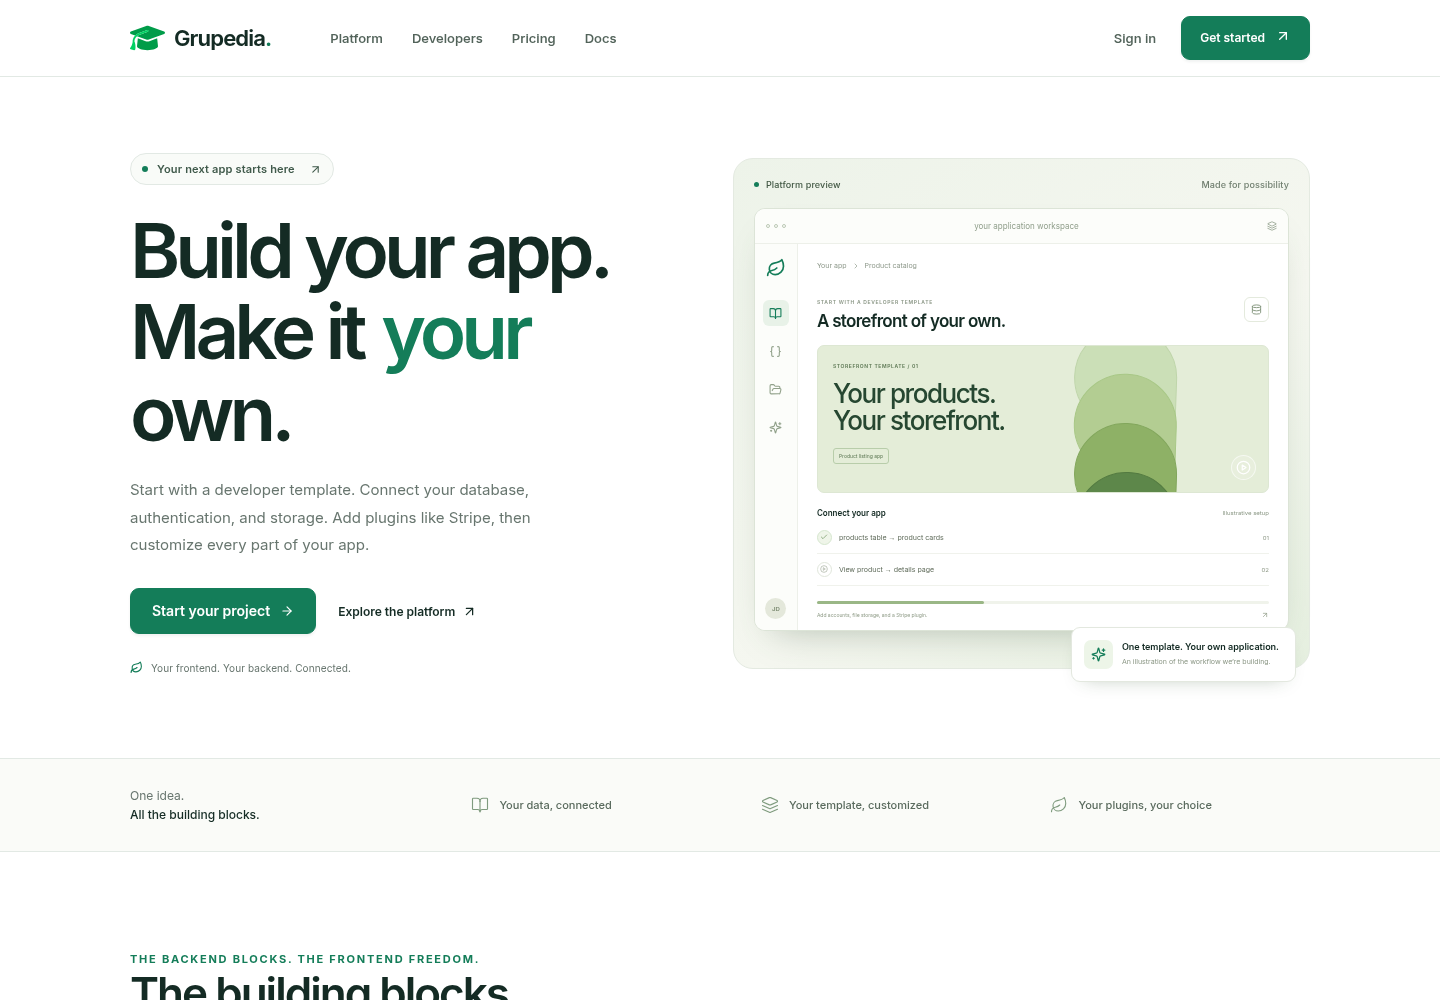 Grupedia.
Platform
Developers
Pricing
Docs
Sign in
Get started
Your next app starts here
Build your app.
Make it your
own.
Start with a developer template. Connect your database,
authentication, and storage. Add plugins like Stripe, then
customize every part of your app.
Start your project
Explore the platform
Your frontend. Your backend. Connected.
Platform preview
Made for possibility
your application workspace
Your app
Product catalog
START WITH A DEVELOPER TEMPLATE
A storefront of your own.
STOREFRONT TEMPLATE / 01
Your products.
Your storefront.
Product listing app
Connect your app
Illustrative setup
products table → product cards
01
View product → details page
02
JD
Add accounts, file storage, and a Stripe plugin.
One template. Your own application.
An illustration of the workflow we're building.
One idea.
All the building blocks.
Your data, connected
Your template, customized
Your plugins, your choice
THE BACKEND BLOCKS. THE FRONTEND FREEDOM.
The building blocks